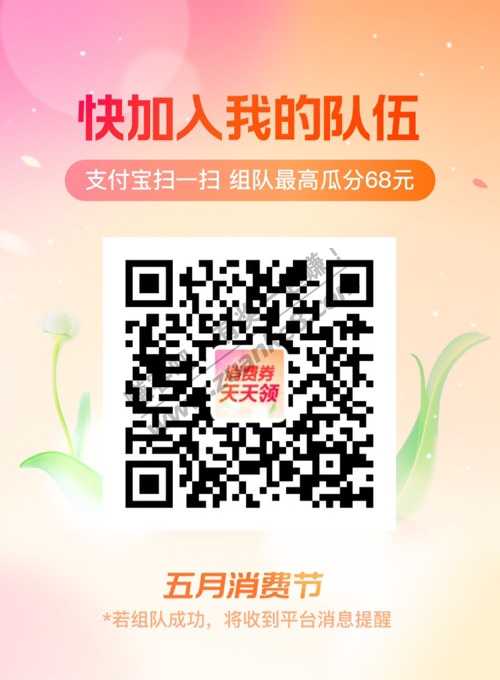 快加入我的队伍
支付宝扫一扫 组队最高瓜分68元
消费券
天天领
五月消费节
*若组队成功，将收到平台消息提醒